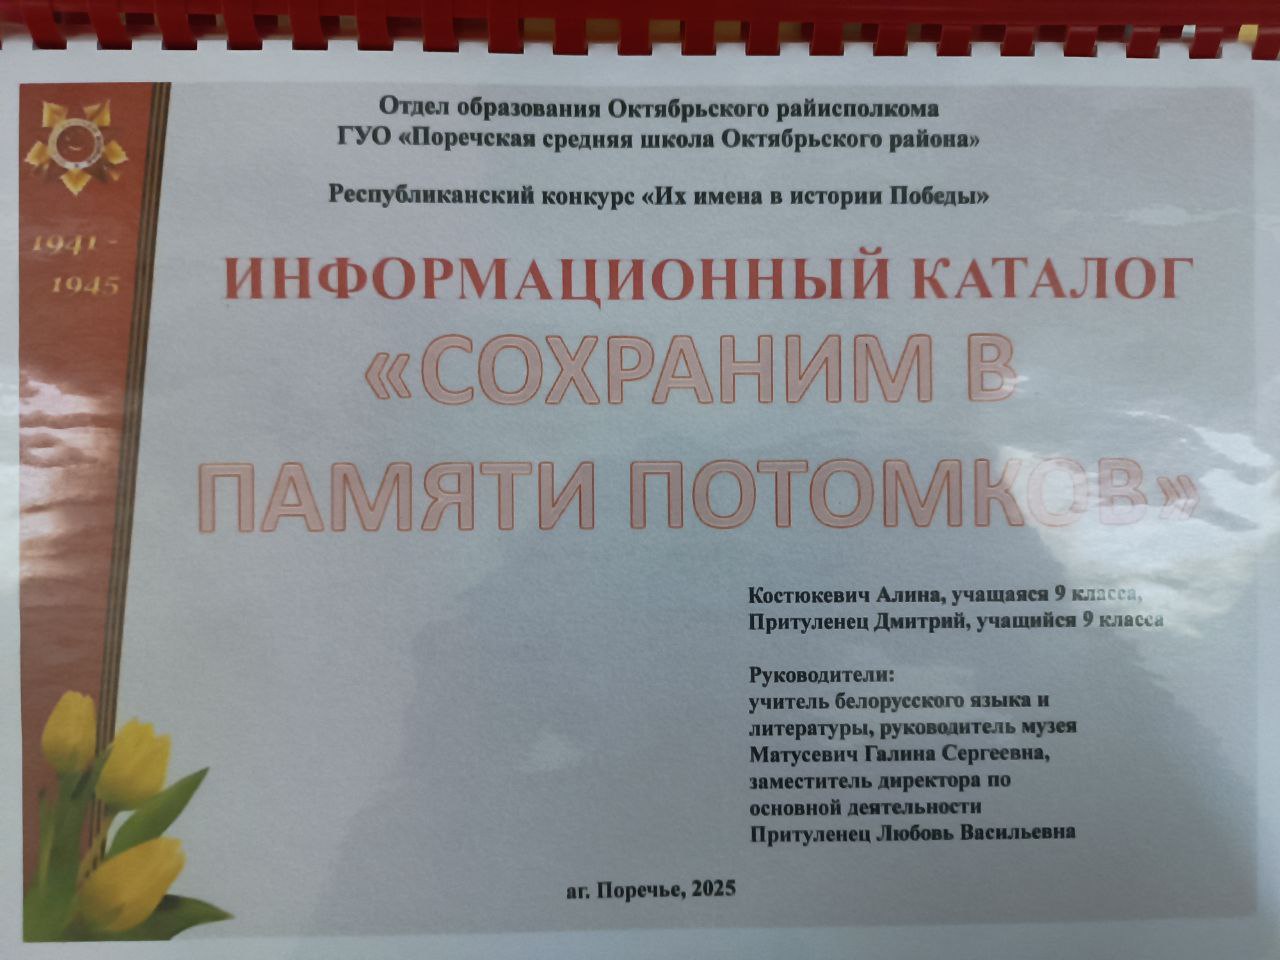 Отдел образования Октябрьского райисполкома
ГУО «Поречская средняя школа Октябрьского района»
Республиканский конкурс «Их имена в истории Победы»
1941 -
1945
ИНФОРМАЦИОННЫЙ КАТАЛОГ
«СОХРАНИМ В
ПАМЯТИ ПОТОМКОВ»
Костюкевич Алина, учащаяся 9 класса,
Притуленец Дмитрий, учащийся 9 класса
Руководители:
учитель белорусского языка и
литературы, руководитель музея
Матусевич Галина Сергеевна,
заместитель директора по
основной деятельности
Притуленец Любовь Васильевна
аг. Поречье, 2025